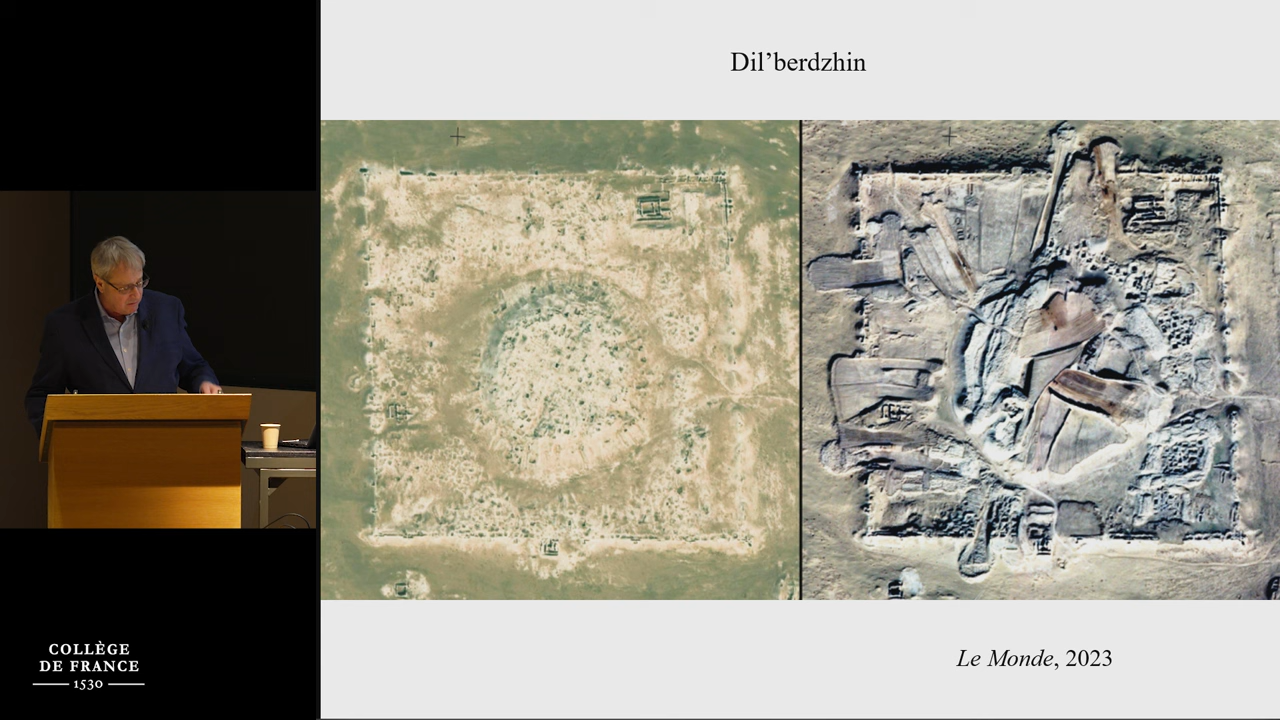 Dil’berdzhin
Le Monde, 2023
COLLÈGE
DE FRANCE
1530